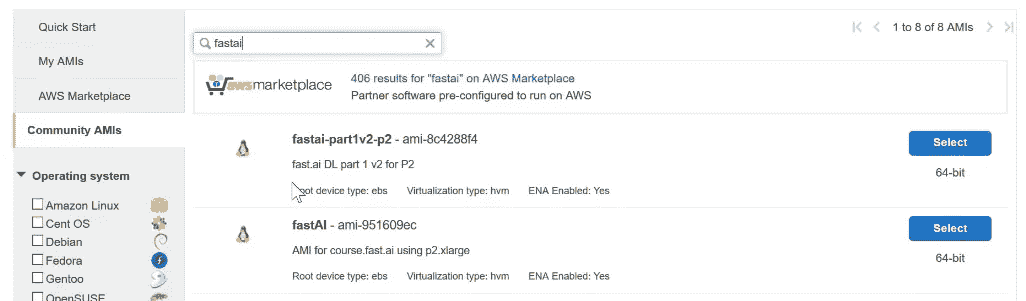 Quick Start
My AMIs
AWS Marketplace
Community AMIs
Operating system
Amazon Linux
Cent OS
Debian
Fedora
Gentoo
OpenSUSE
fastai
1 to 8 of 8 AMIs
aws marketplace
406 results for "fastai" on AWS Marketplace
Partner software pre-configured to run on AWS
fastai-part1v2-p2 - ami-8c4288f4
Select
fast.ai DL part 1 v2 for P2
64-bit
Root device type: ebs Virtualization type: hvm ENA Enabled: Yes
fastAI - ami-951609ec
Select
AMI for course.fast.ai using p2.xlarge
64-bit
Root device type: ebs Virtualization type: hvm ENA Enabled: Yes